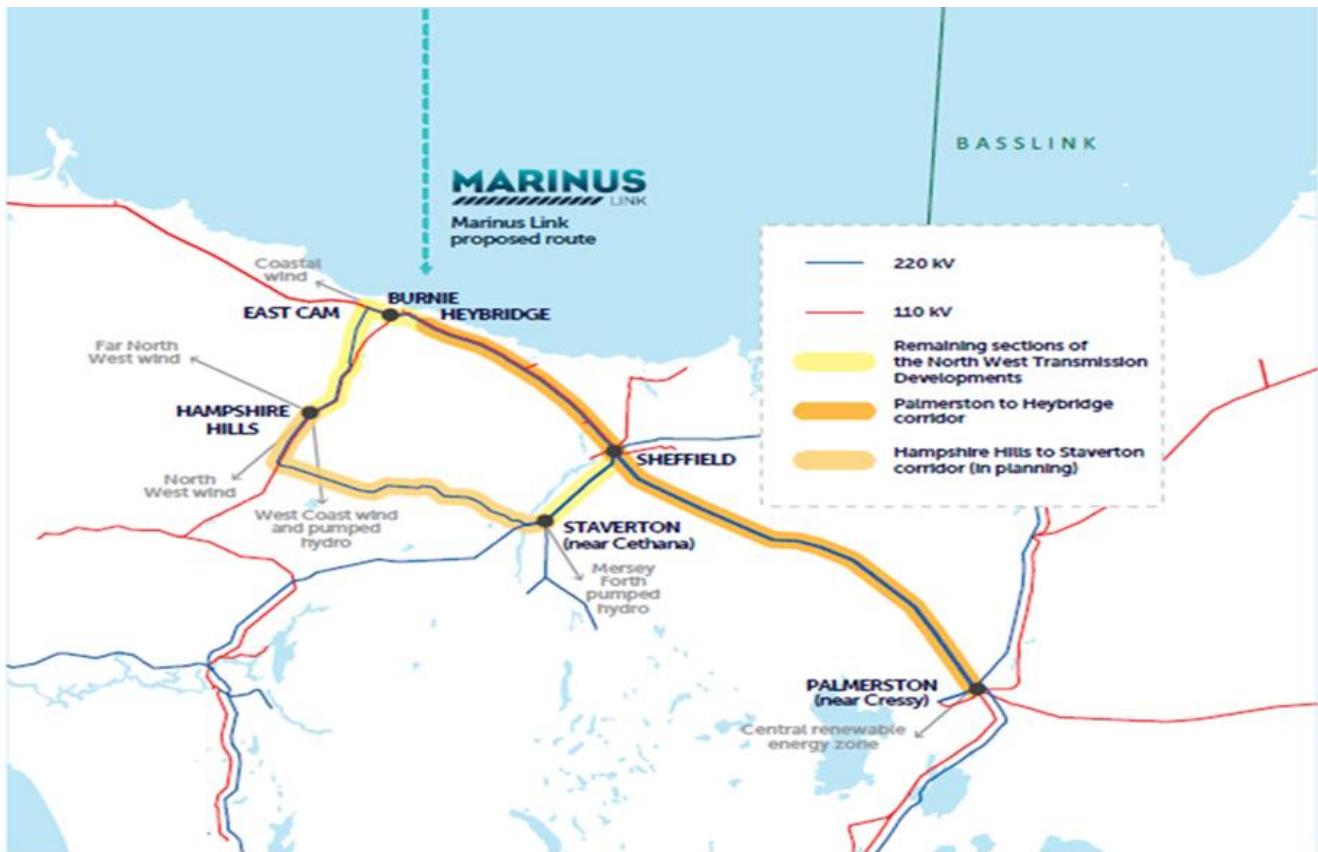 BASSLINK
MARINUS
LINK
Marinus Link
proposed route
Coastal
wind
BURNIE
EAST CAM
HEYBRIDGE
Far North
West wind
HAMPSHIRE
HILLS
North
West wind
West Coast wind
and pumped
hydro
SHEFFIELD
STAVERTON
(near Cethana)
Mersey
Forth
pumped
hydro
PALMERSTON
(near Cressy)
Central renewable
energy zone
220 kV
110 kV
Remaining sections of
the North West Transmission
Developments
Palmerston to Heybridge
corridor
Hampshire Hills to Staverton
corridor (in planning)